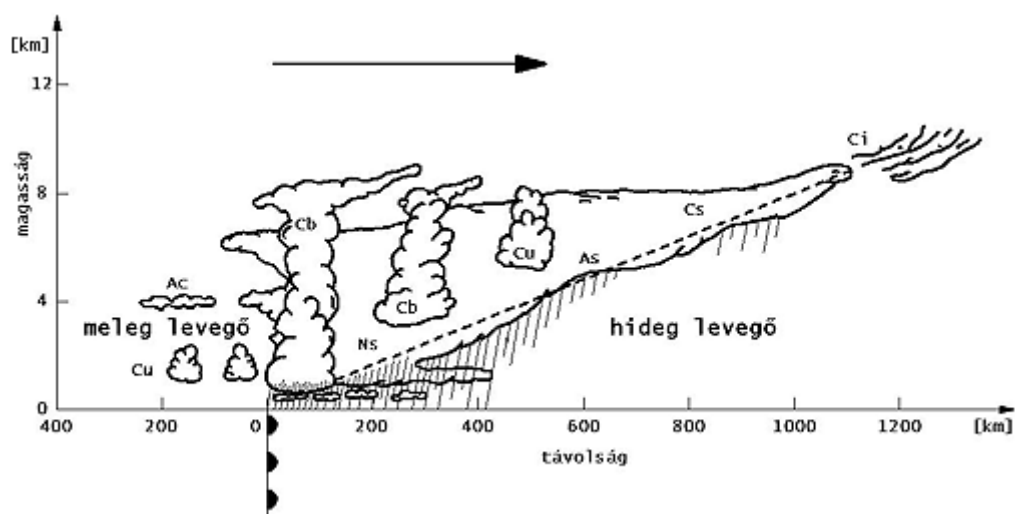 [km]
12
magasság
8
4
0
Ci
Cb
Cs
Cu
As
Ac
Cb
meleg levegő
hideg levegő
Ns
Cu
400
200
0
200
400
600
800
1000
1200
[km]
távolság